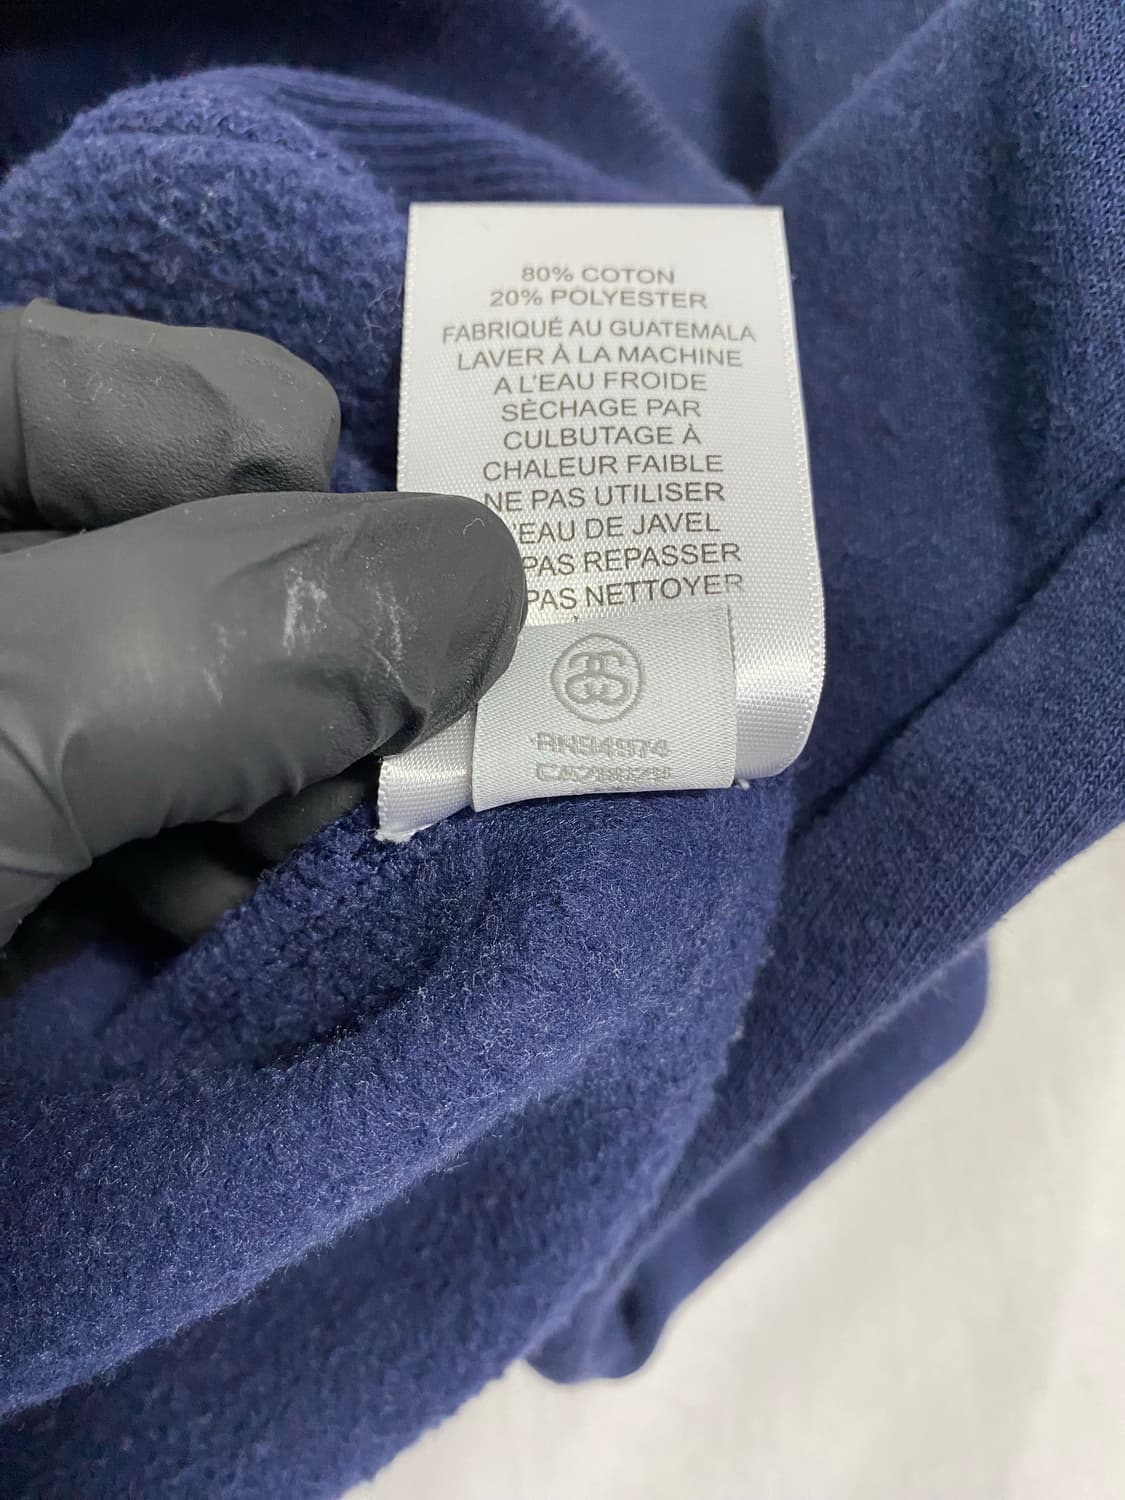 80% COTON
20% POLYESTER
FABRIQUÉ AU GUATEMALA
LAVER À LA MACHINE
A L'EAU FROIDE
SÈCHAGE PAR
CULBUTAGE À
CHALEUR FAIBLE
NE PAS UTILISER
'EAU DE JAVEL
PAS REPASSER
PAS NETTOYER
RN94974